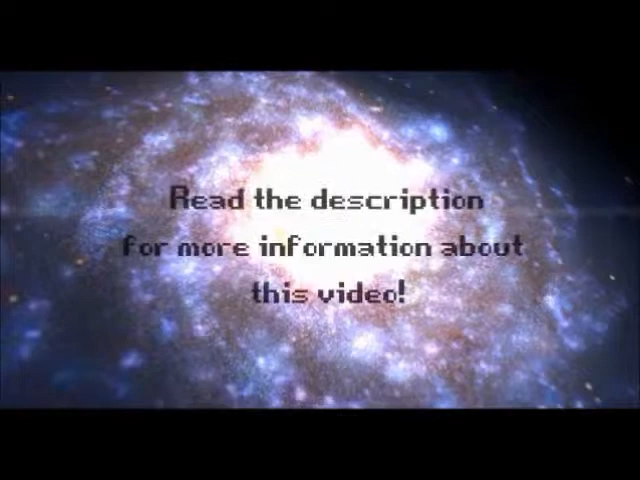 Read the description
for more information about
this video!